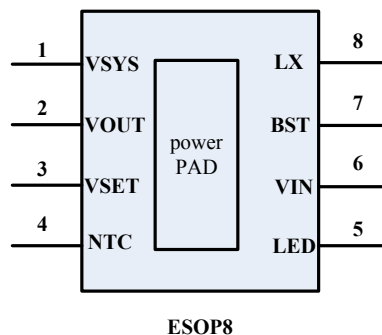 1 VSYS
2 VOUT
3 VSET
4 NTC
power
PAD
LX 8
BST 7
VIN 6
LED 5
ESOP8